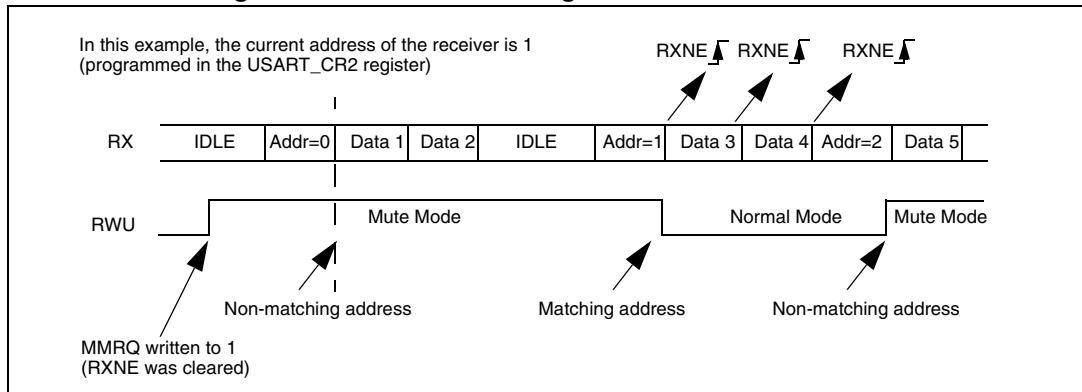 In this example, the current address of the receiver is 1
(programmed in the USART_CR2 register)
RXNE RXNE RXNE
RX IDLE Addr=0 Data 1 Data 2 IDLE Addr=1 Data 3 Data 4 Addr=2 Data 5
RWU Mute Mode Normal Mode Mute Mode
Non-matching address Matching address Non-matching address
MMRQ written to 1
(RXNE was cleared)